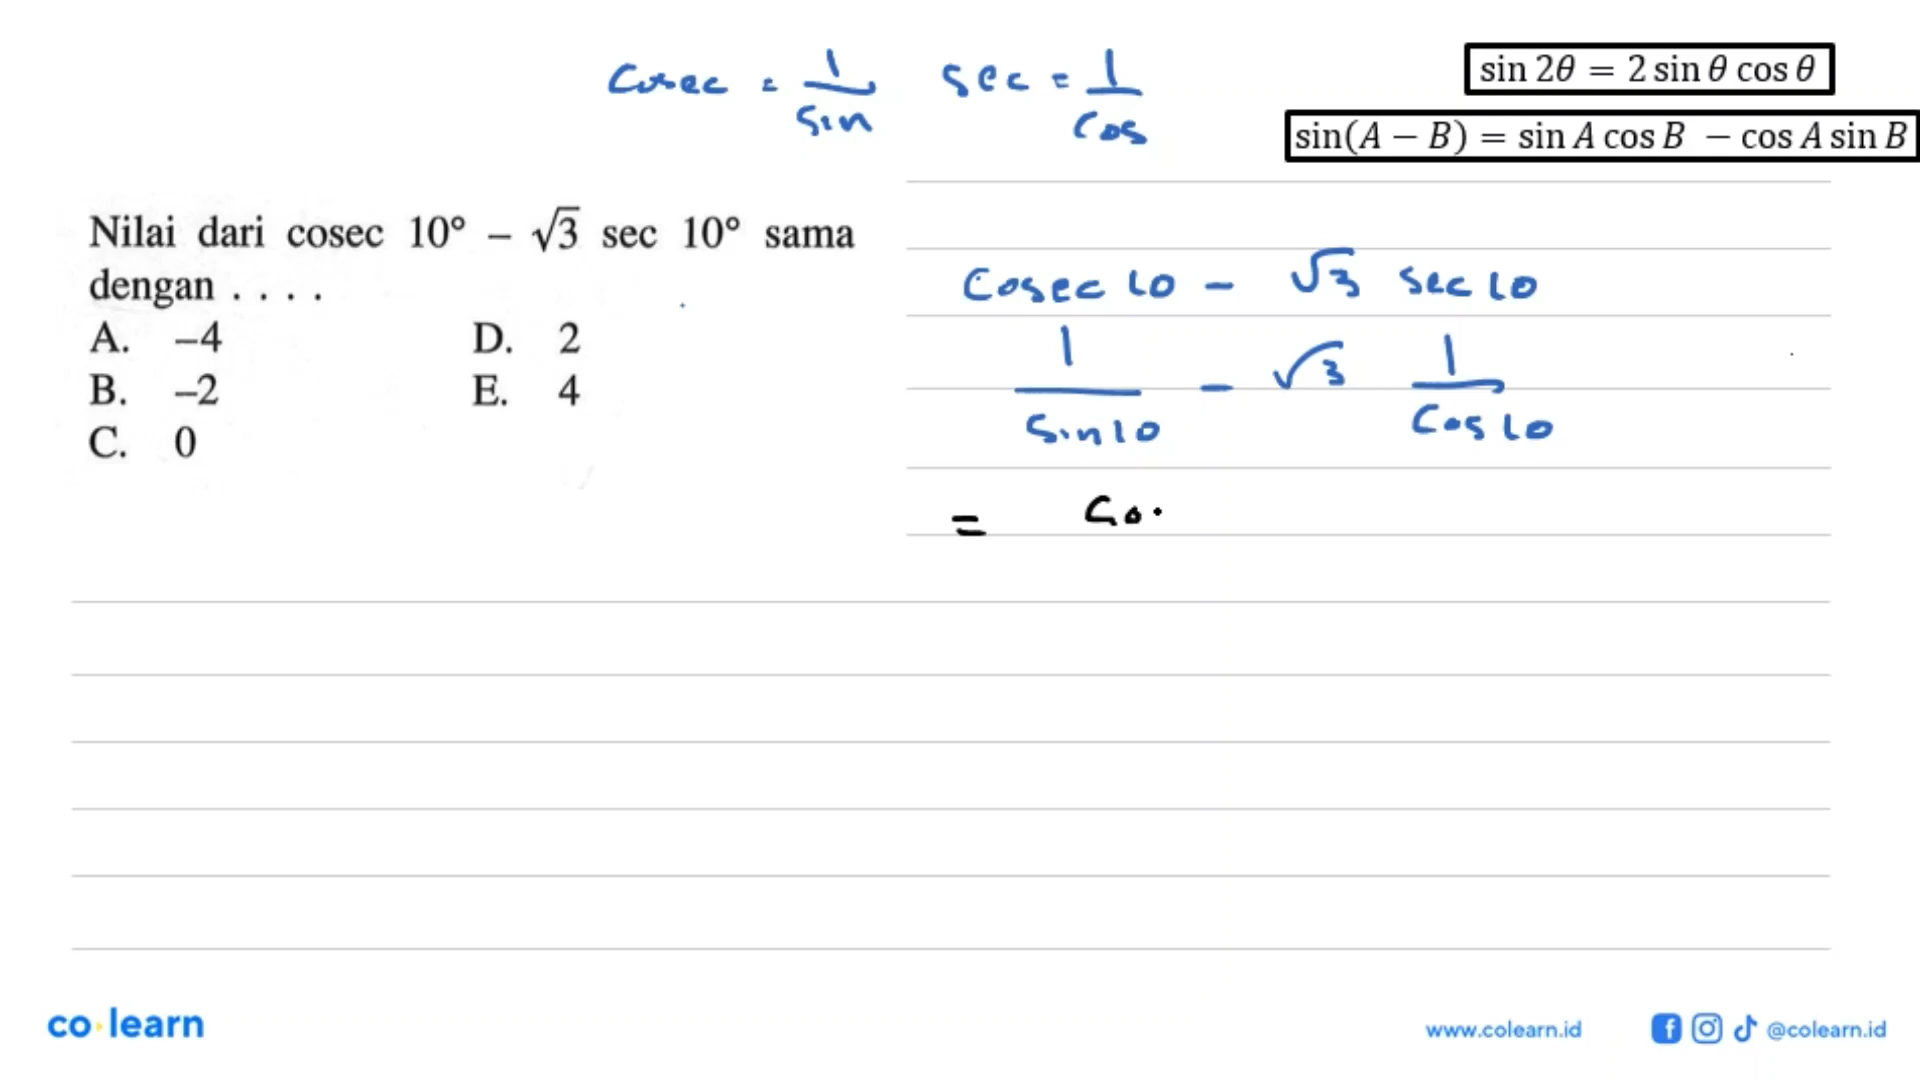 cosec = 1/sin sec = 1/cos
sin 2θ = 2 sin θ cos θ
sin(A − B) = sin A cos B − cos A sin B
Nilai dari cosec 10° – √3 sec 10° sama
dengan . . . .
A. –4 D. 2
B. –2 E. 4
C. 0
cosec 10 - √3 sec 10
1/sin 10 - √3 1/cos 10
=
co learn
www.colearn.id @colearn.id